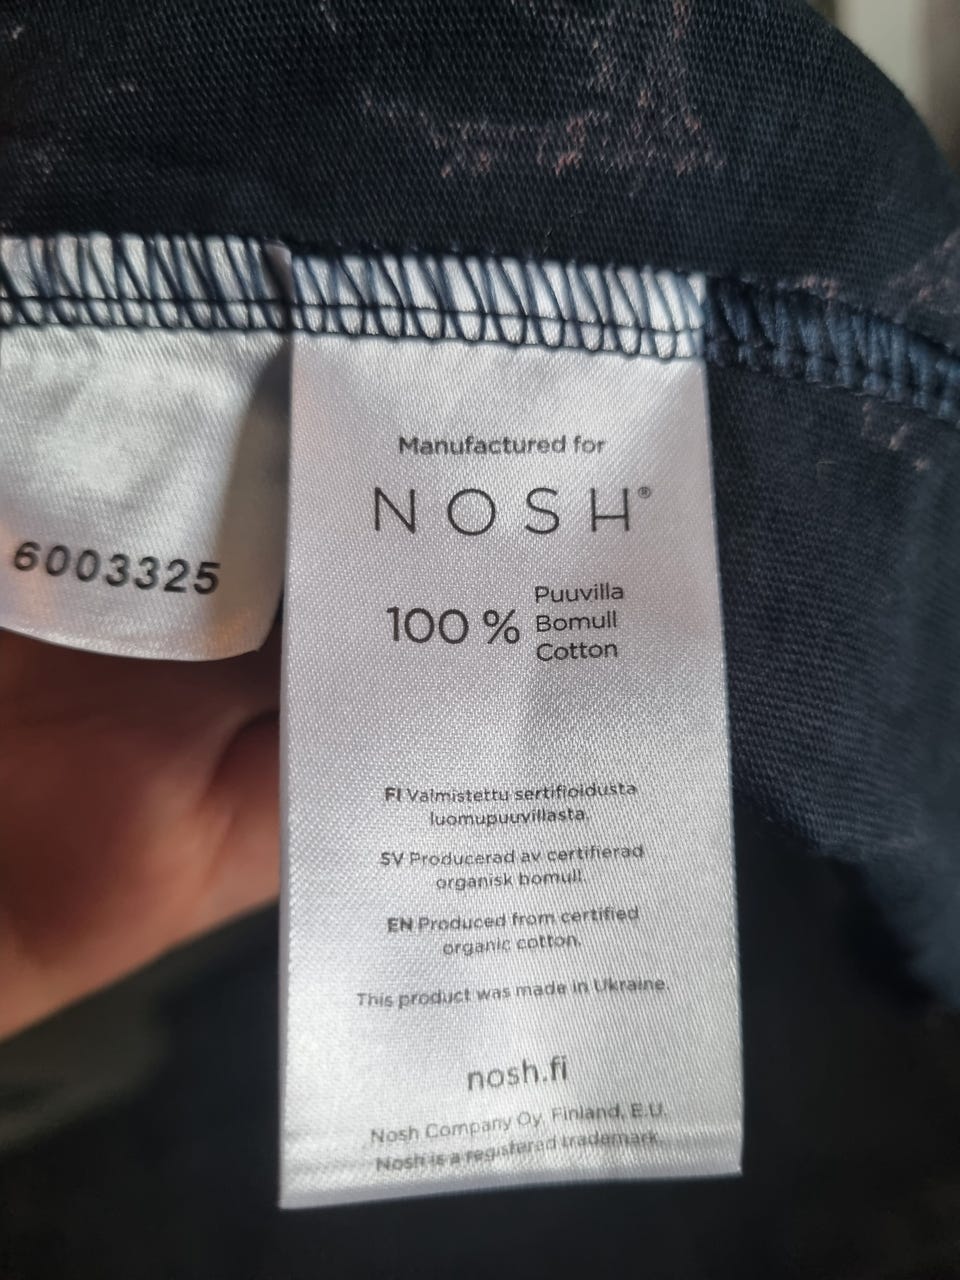 6003325
Manufactured for
NOSH®
100 %
Puuvilla
Bomull
Cotton
FI Valmistettu sertifioidusta
luomupuuvillasta.
SV Producerad av certifierad
organisk bomull.
EN Produced from certified
organic cotton.
This product was made in Ukraine.
nosh.fi
Nosh Company Oy, Finland, E.U.
Nosh is a registered trademark.